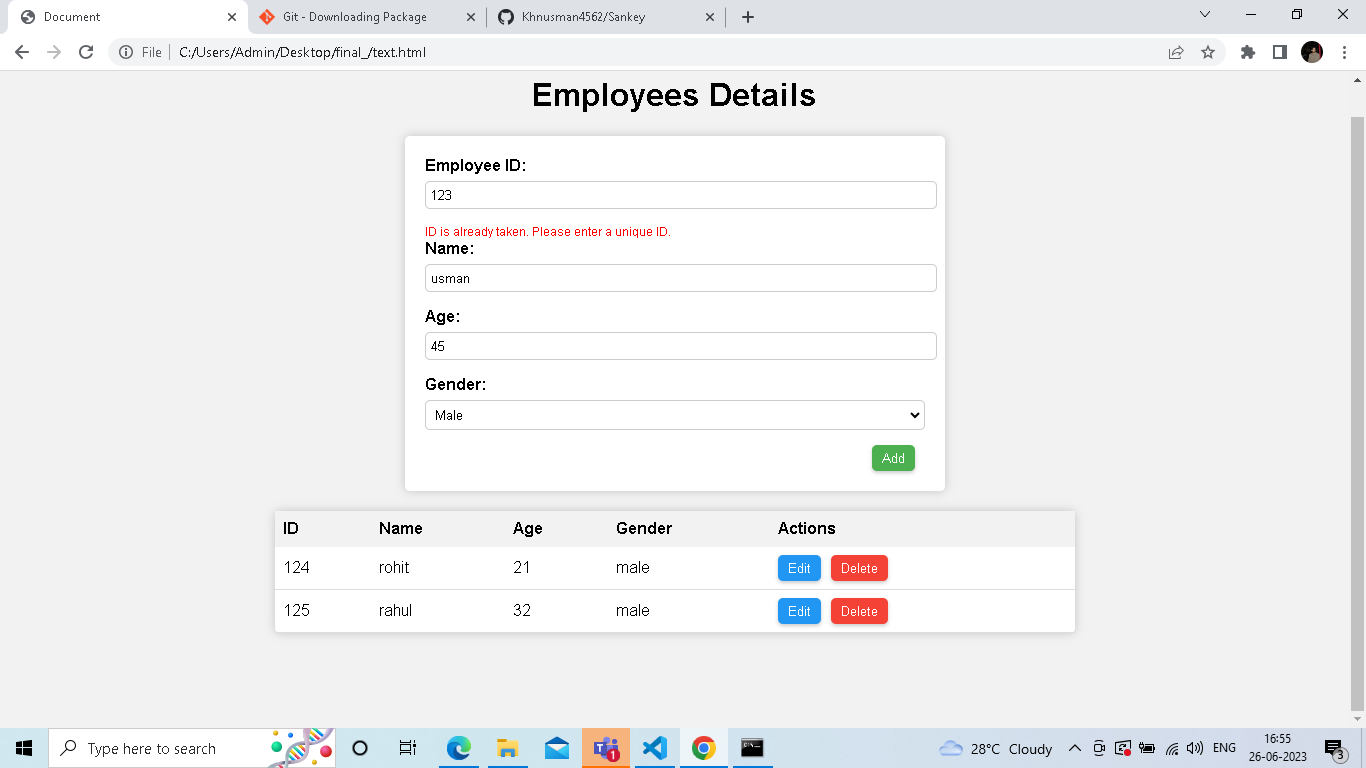 Document
Git - Downloading Package
Khnusman4562/Sankey
File
C:/Users/Admin/Desktop/final_/text.html
Employees Details
Employee ID:
123
ID is already taken. Please enter a unique ID.
Name:
usman
Age:
45
Gender:
Male
Add
ID Name Age Gender Actions
124 rohit 21 male Edit Delete
125 rahul 32 male Edit Delete
Type here to search
1
28°C Cloudy
ENG
16:55
26-06-2023
3